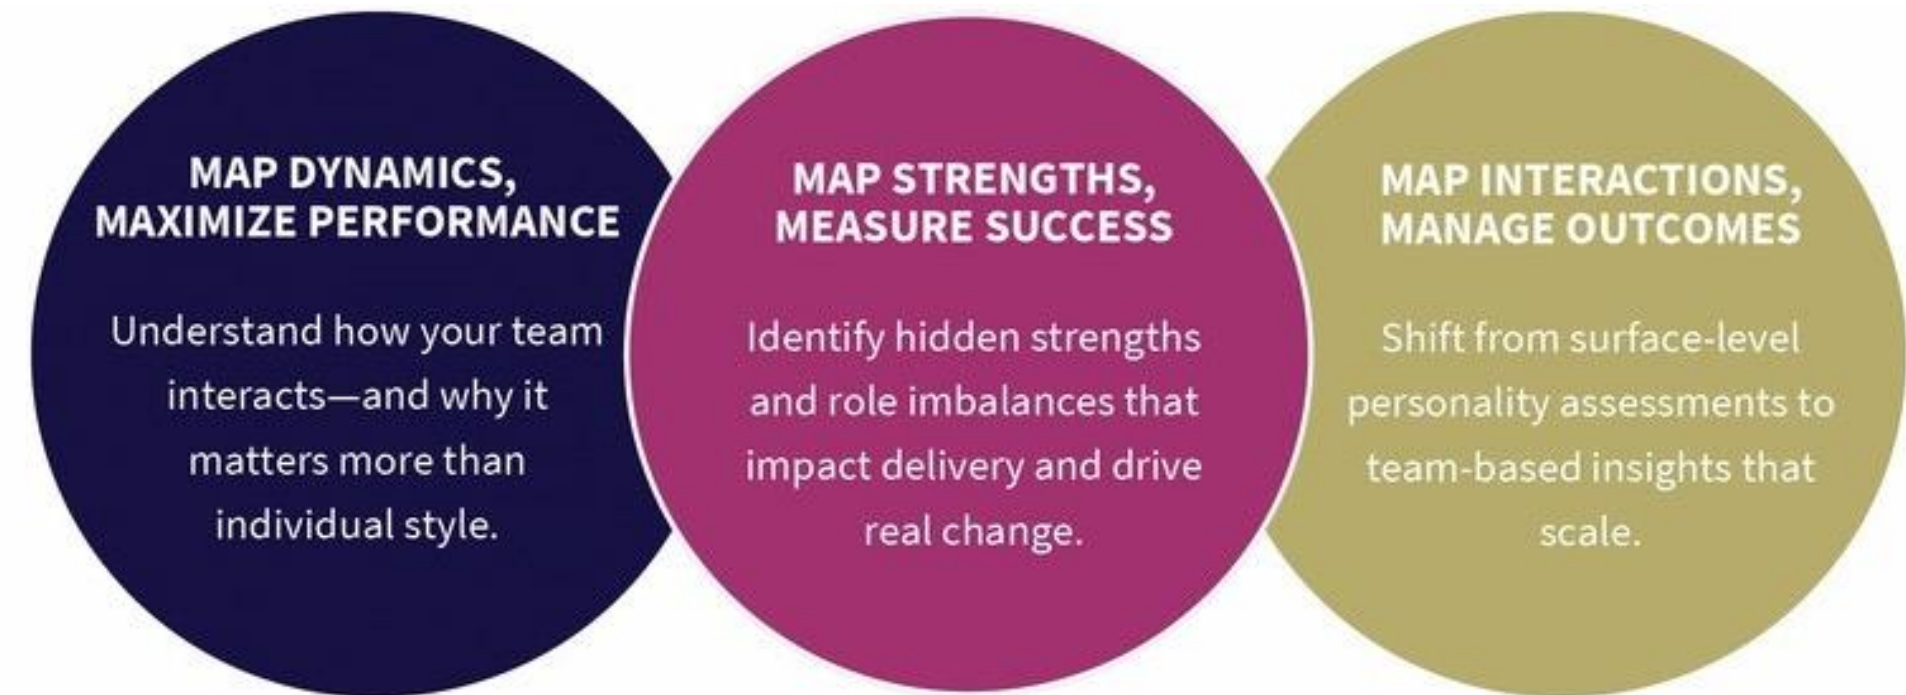 MAP DYNAMICS,
MAXIMIZE PERFORMANCE
Understand how your team
interacts—and why it
matters more than
individual style.
MAP STRENGTHS,
MEASURE SUCCESS
Identify hidden strengths
and role imbalances that
impact delivery and drive
real change.
MAP INTERACTIONS,
MANAGE OUTCOMES
Shift from surface-level
personality assessments to
team-based insights that
scale.